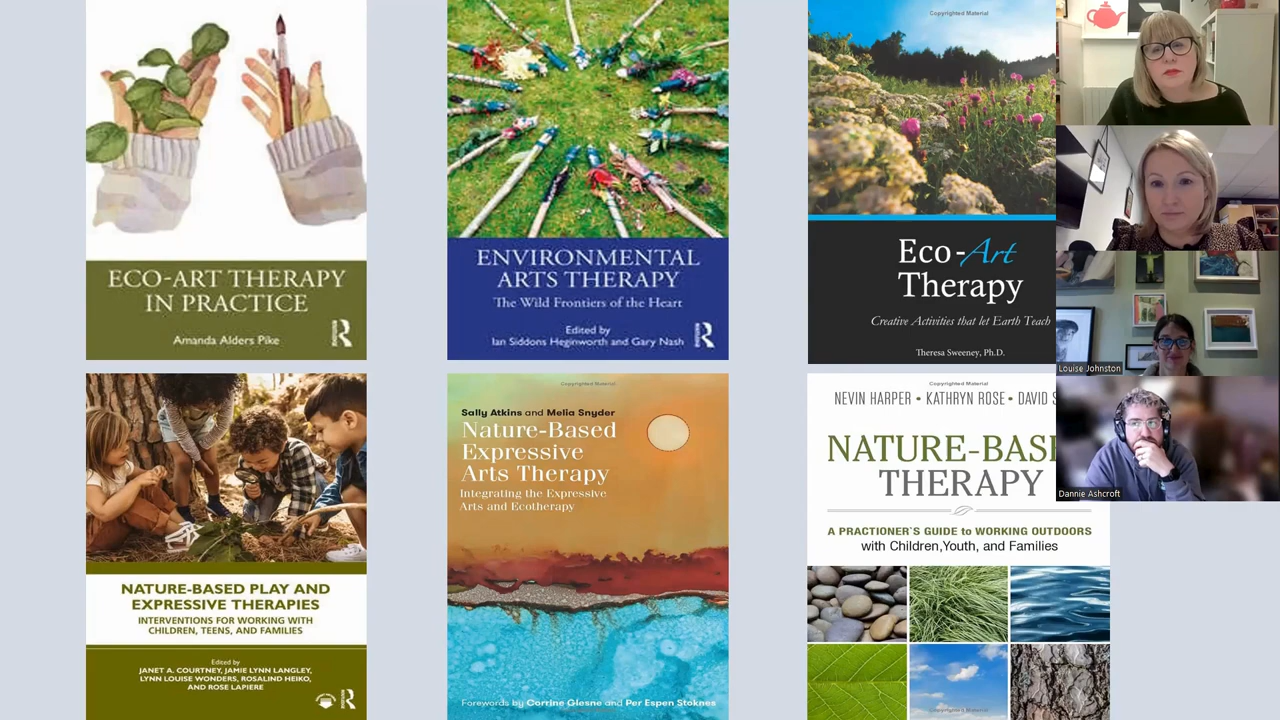 ECO-ART THERAPY
IN PRACTICE
Amanda Alders Pike
R
ENVIRONMENTAL
ARTS THERAPY
The Wild Frontiers of the Heart
Edited by
Ian Siddons Heginworth and Gary Nash
R
Copyrighted Material
Eco-Art
Therapy
Creative Activities that let Earth Teach
Theresa Sweeney, Ph.D.
Louise Johnston
Dannie Ashcroft
NATURE-BASED PLAY AND
EXPRESSIVE THERAPIES
INTERVENTIONS FOR WORKING WITH
CHILDREN, TEENS, AND FAMILIES
Edited by
JANET A. COURTNEY, JAMIE LYNN LANGLEY,
LYNN LOUISE WONDERS, ROSALIND HEIKO,
AND ROSE LAPIERE
R
Copyrighted Material
Sally Atkins and Melia Snyder
Nature-Based
Expressive
Arts Therapy
Integrating the Expressive
Arts and Ecotherapy
Forewords by Corrine Glesne and Per Espen Stoknes
Copyrighted Material
NEVIN HARPER • KATHRYN ROSE • DAVID S
NATURE-BASE
THERAPY
A PRACTIONER'S GUIDE to WORKING OUTDOORS
with Children,Youth, and Families
Copyrighted Material